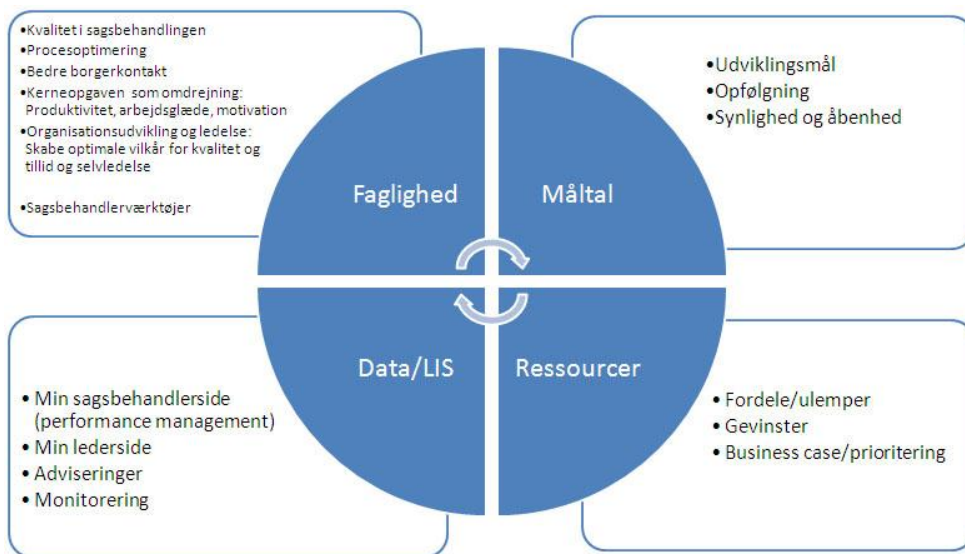 •Kvalitet i sagsbehandlingen
•Procesoptimering
•Bedre borgerkontakt
•Kerneopgaven som omdrejning:
Produktivitet, arbejdsglæde, motivation
•Organisationsudvikling og ledelse:
Skabe optimale vilkår for kvalitet og
tillid og selvledelse
•Sagsbehandlerværktøjer
•Udviklingsmål
•Opfølgning
•Synlighed og åbenhed
Faglighed
Måltal
Data/LIS
Ressourcer
• Min sagsbehandlerside
(performance management)
• Min lederside
• Adviseringer
• Monitorering
• Fordele/ulemper
• Gevinster
• Business case/prioritering